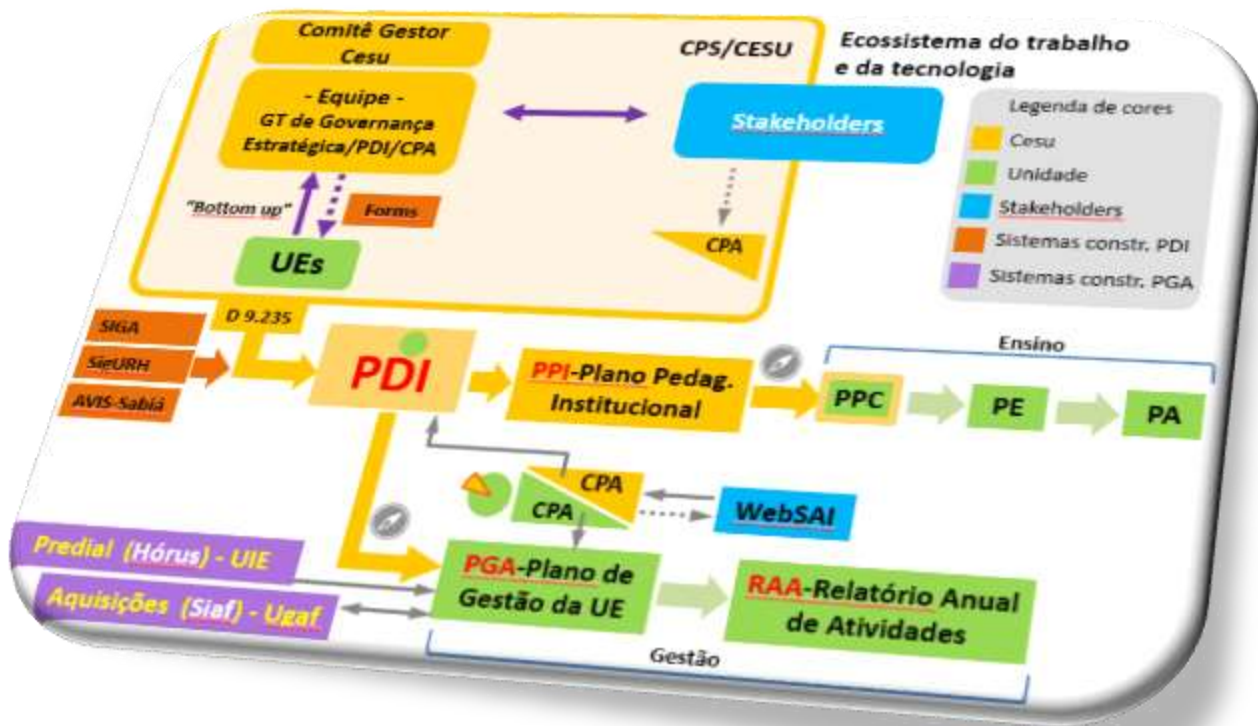 Comitê Gestor
Cesu
CPS/CESU
Ecossistema do trabalho
e da tecnologia
- Equipe -
GT de Governança
Estratégica/PDI/CPA
Stakeholders
Legenda de cores
Cesu
Unidade
Stakeholders
Sistemas constr. PDI
Sistemas constr. PGA
"Bottom up"
Forms
CPA
UEs
D 9.235
SIGA
SieURH
AVIS-Sabiá
PDI
PPI-Plano Pedag.
Institucional
Ensino
PPC
PE
PA
CPA
CPA
WebSAI
Predial (Hórus) - UIE
Aquisições (Siaf) - Ugaf
PGA-Plano de
Gestão da UE
RAA-Relatório Anual
de Atividades
Gestão